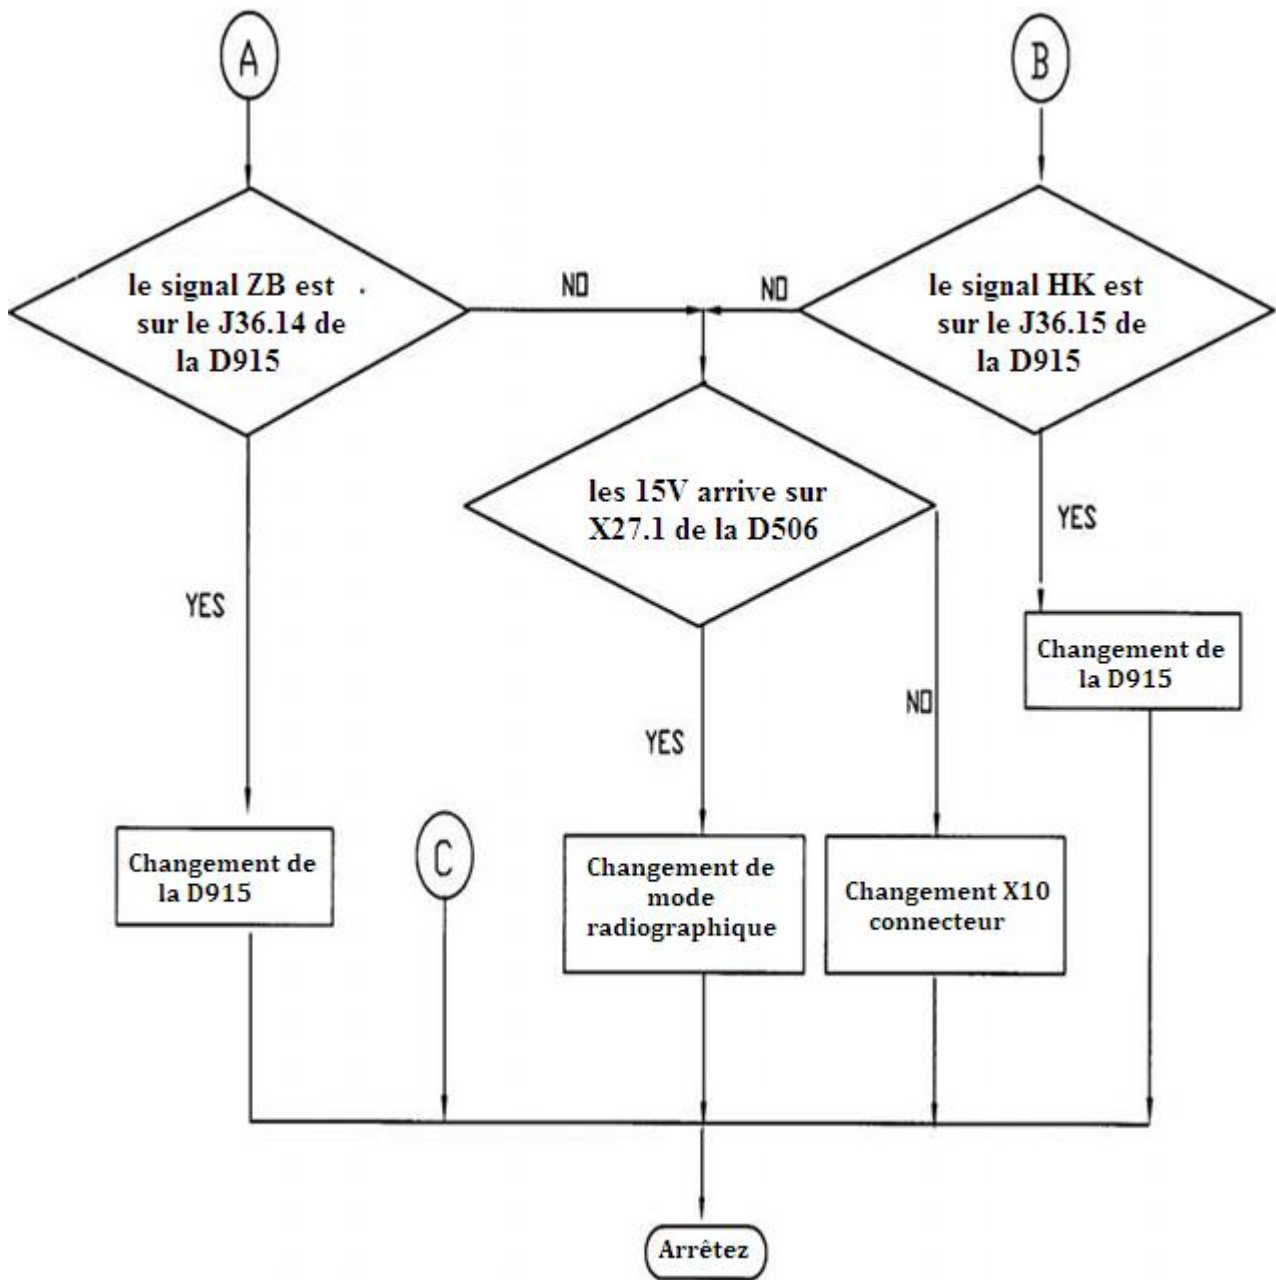 A
B
le signal ZB est
sur le J36.14 de
la D915
NO
NO
le signal HK est
sur le J36.15 de
la D915
les 15V arrive sur
X27.1 de la D506
YES
YES
NO
YES
Changement de
la D915
Changement de
la D915
C
Changement de
mode
radiographique
Changement X10
connecteur
Arrêtez